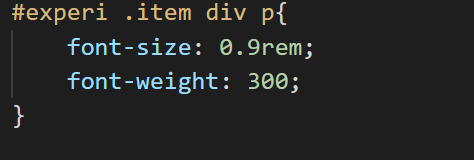 #experi .item div p{
    font-size: 0.9rem;
    font-weight: 300;
}